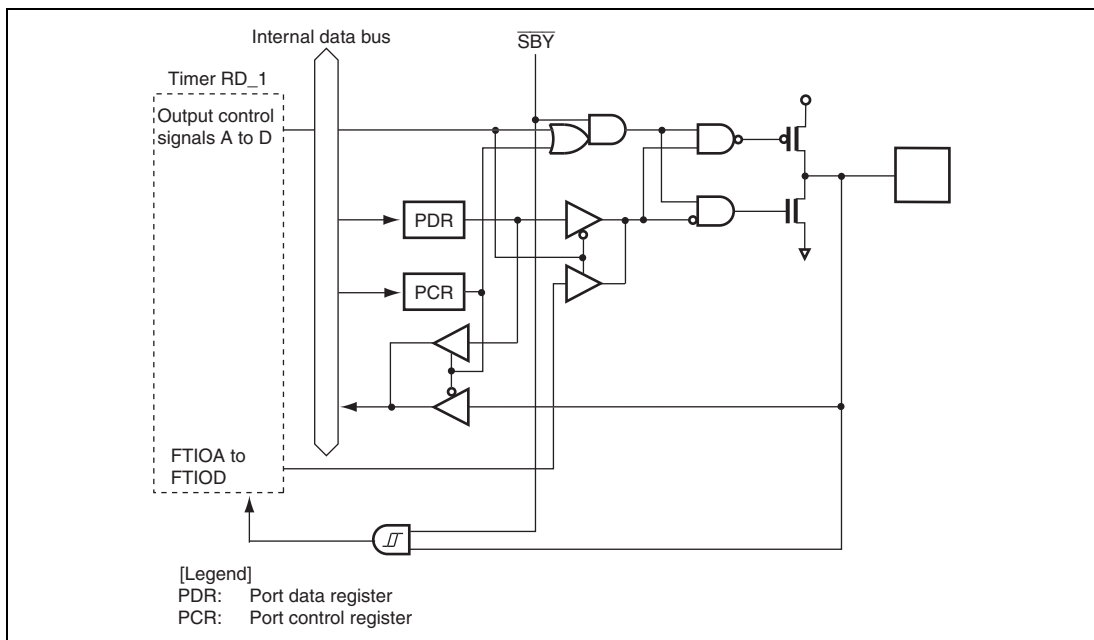 Internal data bus
SBY
Timer RD_1
Output control
signals A to D
PDR
PCR
FTIOA to
FTIOD
[Legend]
PDR: Port data register
PCR: Port control register